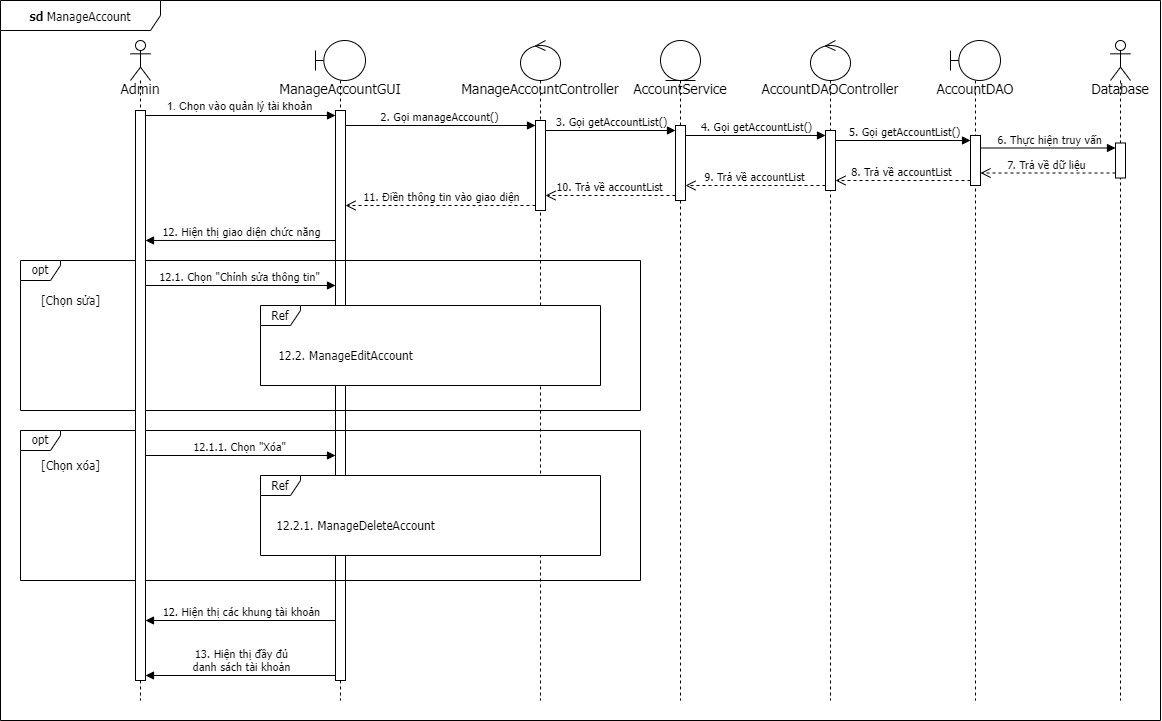 sd ManageAccount
Admin
ManageAccountGUI
ManageAccountController
AccountService
AccountDAOController
AccountDAO
Database
1. Chọn vào quản lý tài khoản
2. Gọi manageAccount()
3. Gọi getAccountList()
4. Gọi getAccountList()
5. Gọi getAccountList()
6. Thực hiện truy vấn
7. Trả về dữ liệu
8. Trả về accountList
9. Trả về accountList
10. Trả về accountList
11. Điền thông tin vào giao diện
12. Hiện thị giao diện chức năng
opt
12.1. Chọn "Chỉnh sửa thông tin"
[Chọn sửa]
Ref
12.2. ManageEditAccount
opt
12.1.1. Chọn "Xóa"
[Chọn xóa]
Ref
12.2.1. ManageDeleteAccount
12. Hiện thị các khung tài khoản
13. Hiện thị đầy đủ
danh sách tài khoản